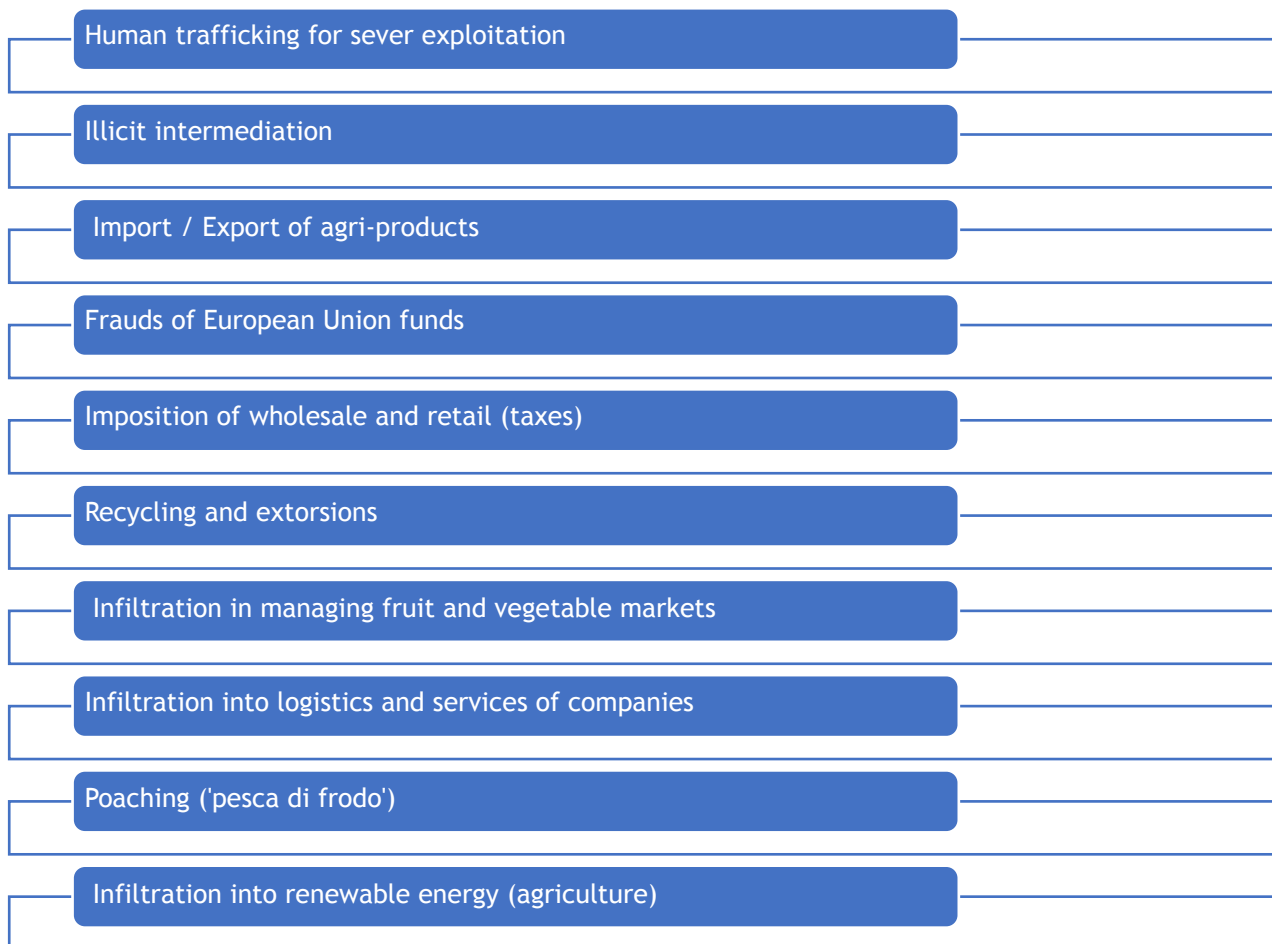 Human trafficking for sever exploitation
Illicit intermediation
Import / Export of agri-products
Frauds of European Union funds
Imposition of wholesale and retail (taxes)
Recycling and extorsions
Infiltration in managing fruit and vegetable markets
Infiltration into logistics and services of companies
Poaching ('pesca di frodo')
Infiltration into renewable energy (agriculture)